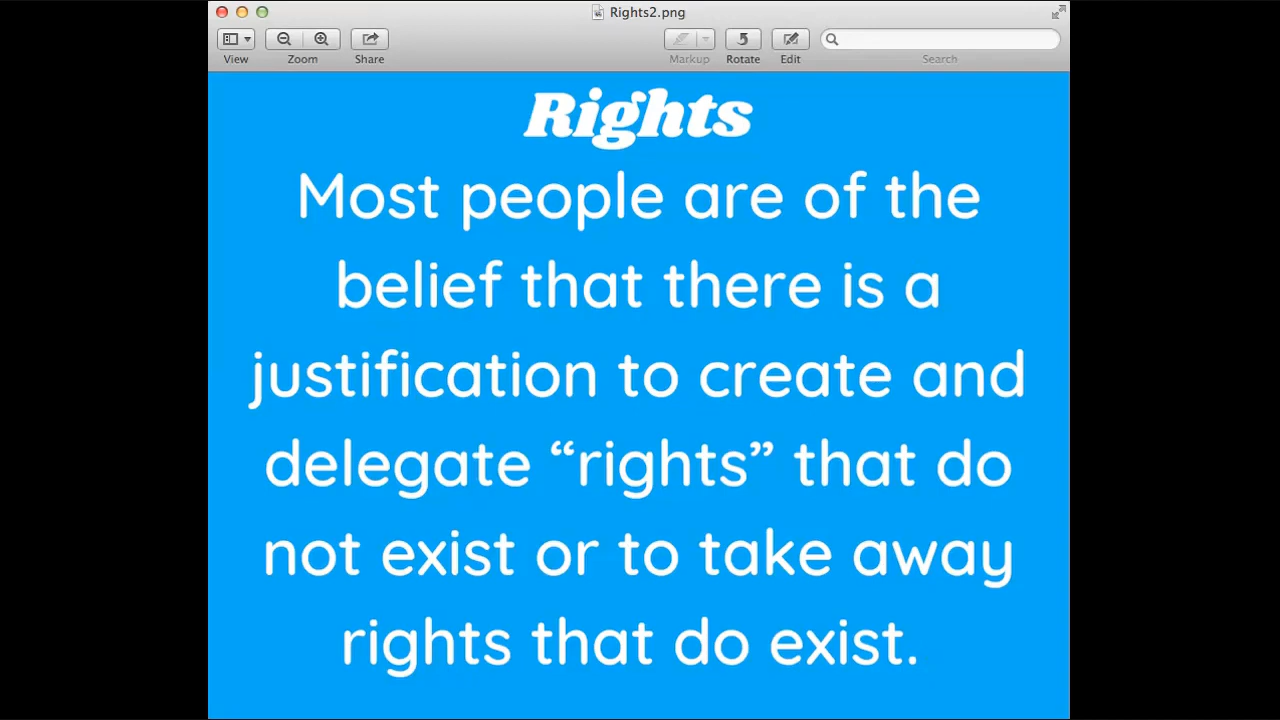 Rights2.png
View
Zoom
Share
Markup
Rotate
Edit
Search
Rights
Most people are of the
belief that there is a
justification to create and
delegate “rights” that do
not exist or to take away
rights that do exist.